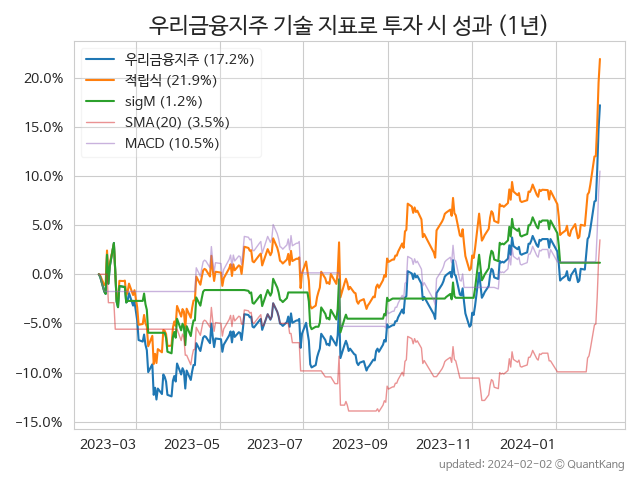 우리금융지주 기술 지표로 투자 시 성과 (1년)
우리금융지주 (17.2%)
적립식 (21.9%)
sigM (1.2%)
SMA(20) (3.5%)
MACD (10.5%)
20.0%
15.0%
10.0%
5.0%
0.0%
−5.0%
−10.0%
−15.0%
2023-03 2023-05 2023-07 2023-09 2023-11 2024-01
updated: 2024-02-02 © QuantKang